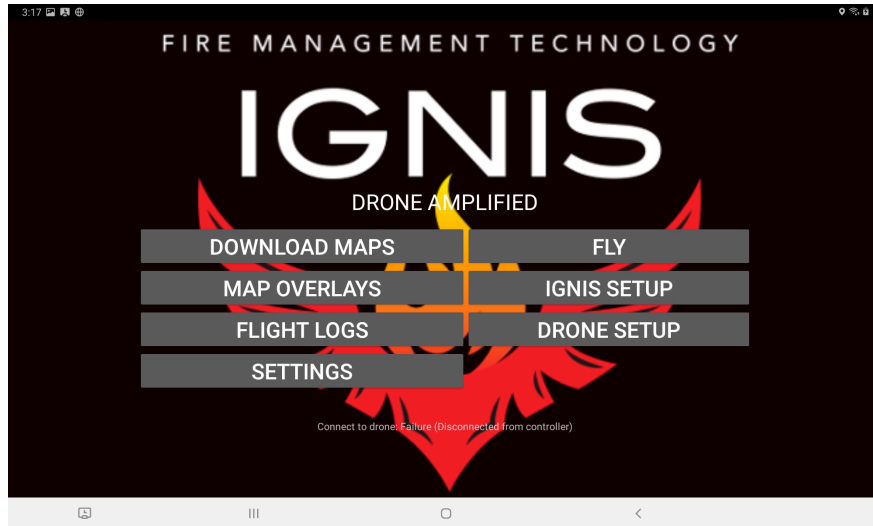 3:17
FIRE MANAGEMENT TECHNOLOGY
IGNIS
DRONE AMPLIFIED
DOWNLOAD MAPS
FLY
MAP OVERLAYS
IGNIS SETUP
FLIGHT LOGS
DRONE SETUP
SETTINGS
Connect to drone: Failure (Disconnected from controller)